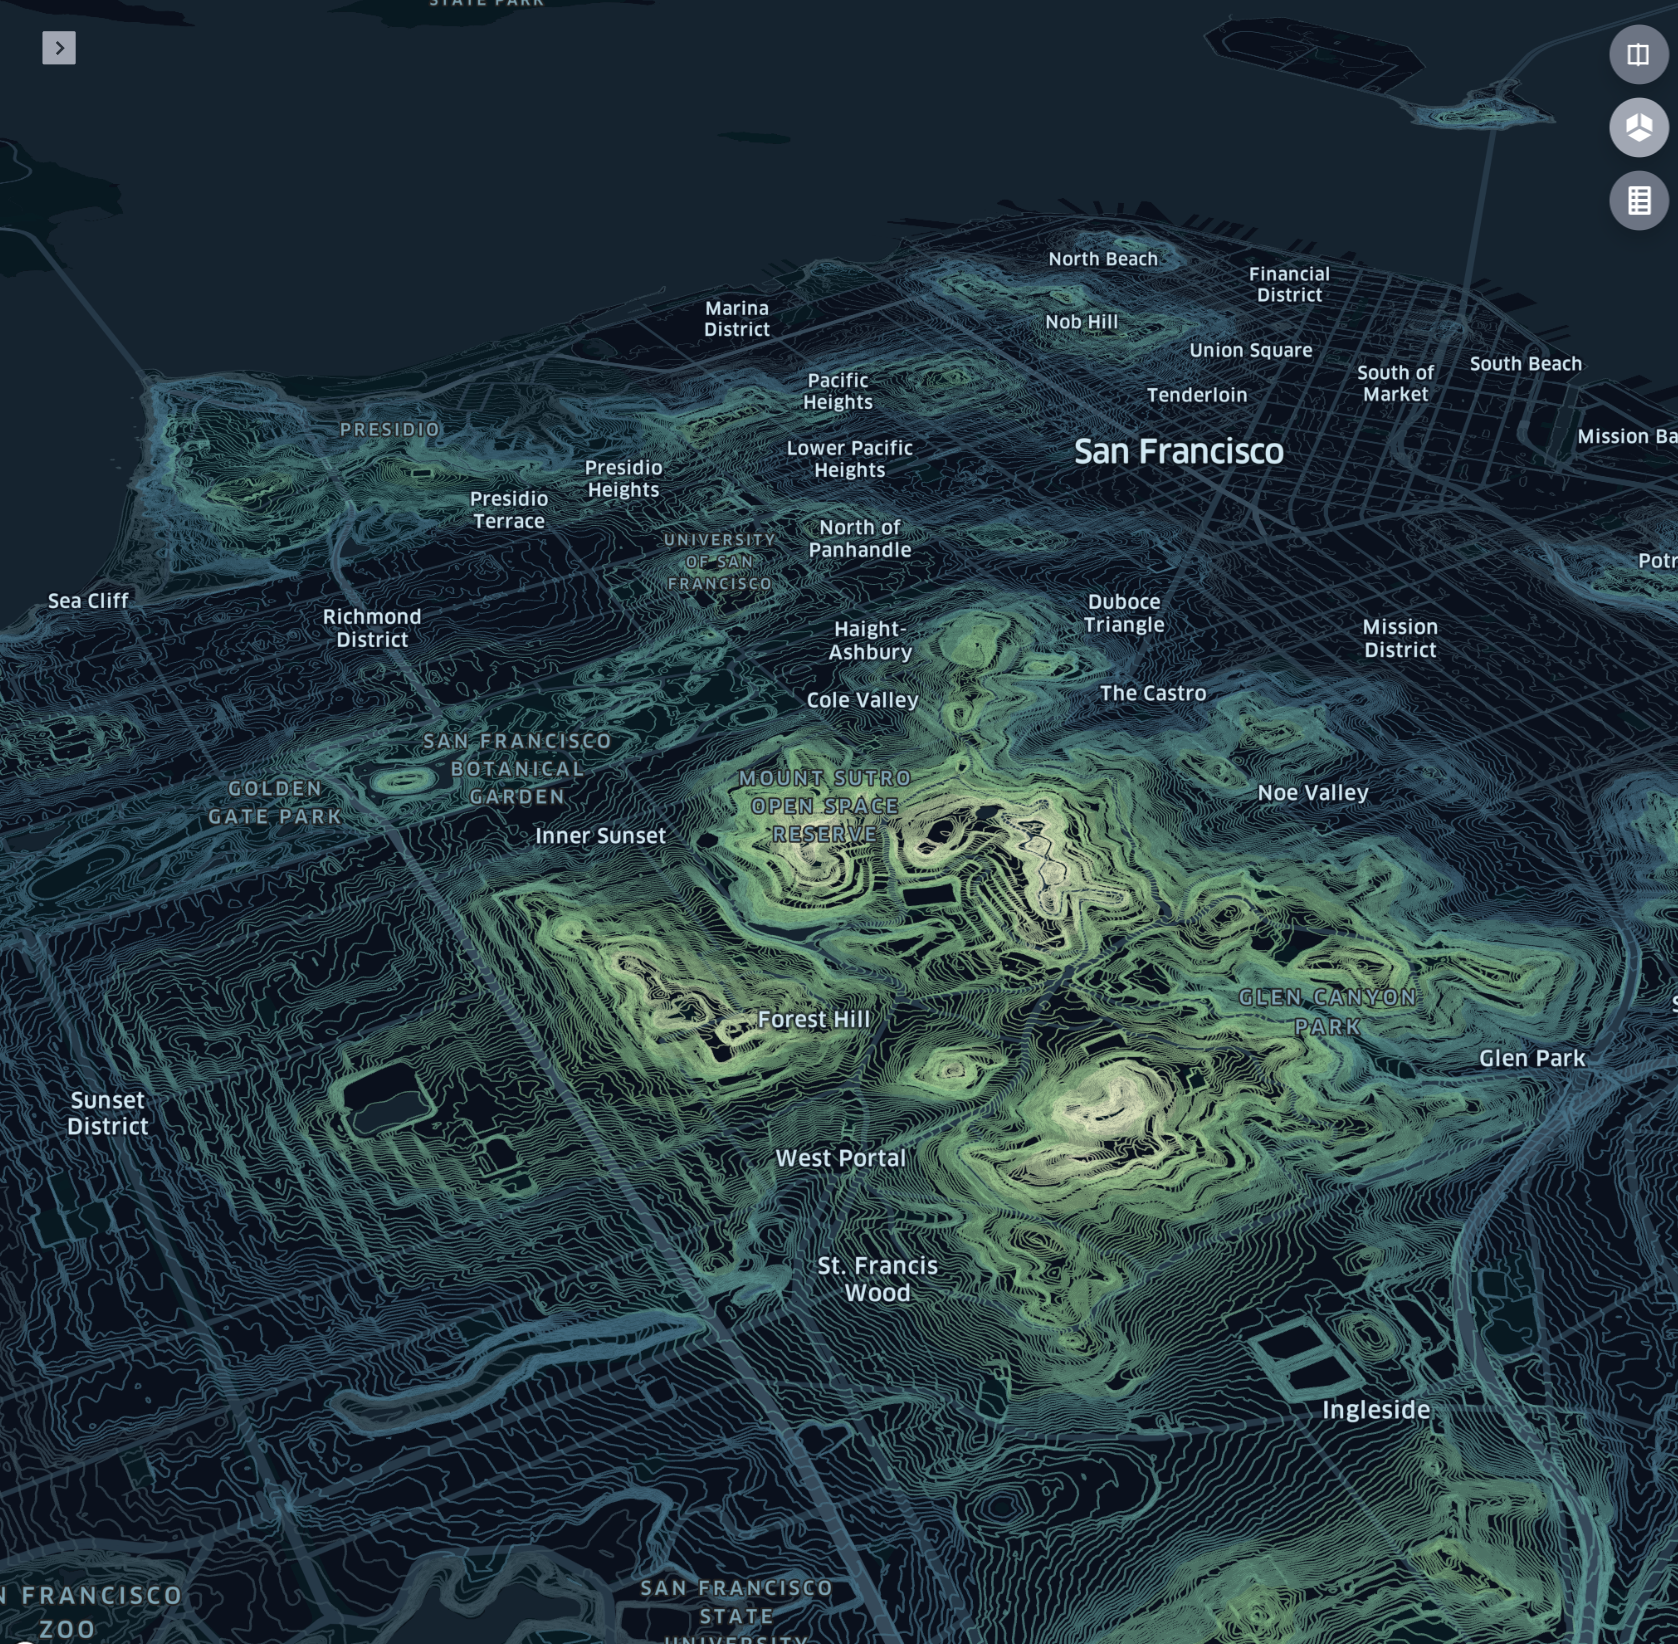 STATE PARK
North Beach
Financial
District
Marina
District
Nob Hill
Union Square
South Beach
South of
Market
Pacific
Heights
Tenderloin
PRESIDIO
Mission Ba
San Francisco
Lower Pacific
Heights
Presidio
Heights
Presidio
Terrace
North of
Panhandle
UNIVERSITY
OF SAN
FRANCISCO
Potr
Sea Cliff
Duboce
Triangle
Richmond
District
Haight-
Ashbury
Mission
District
The Castro
Cole Valley
SAN FRANCISCO
BOTANICAL
GARDEN
MOUNT SUTRO
OPEN SPACE
RESERVE
GOLDEN
GATE PARK
Noe Valley
Inner Sunset
GLEN CANYON
PARK
S
Forest Hill
Glen Park
Sunset
District
West Portal
St. Francis
Wood
Ingleside
N FRANCISCO
ZOO
SAN FRANCISCO
STATE
UNIVERSITY